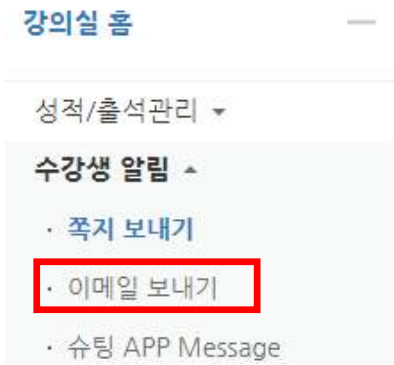 강의실 홈
성적/출석관리
수강생 알림
· 쪽지 보내기
· 이메일 보내기
· 슈팅 APP Message